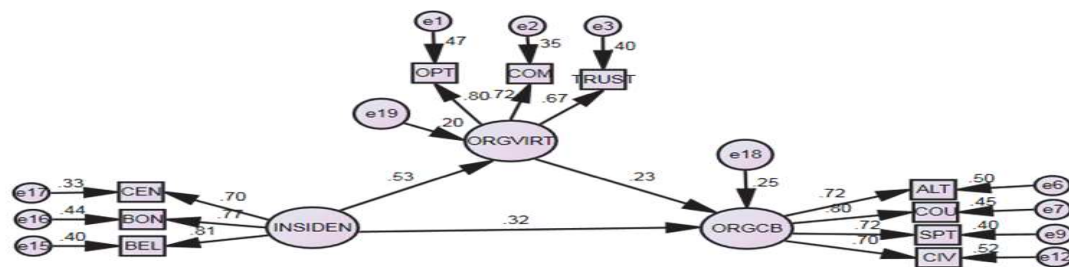 e1 e2 e3
.47 .35 .40
OPT COM TRUST
.80 .72 .67
e19 .20
ORGVIRT
e18
.53 .23 .25
e17 .33 CEN .70
e16 .44 BON .77
e15 .40 BEL .81
INSIDEN
.32
ORGCB
.72 ALT .50 e6
.80 COU .45 e7
.72 SPT .40 e9
.70 CIV .52 e12